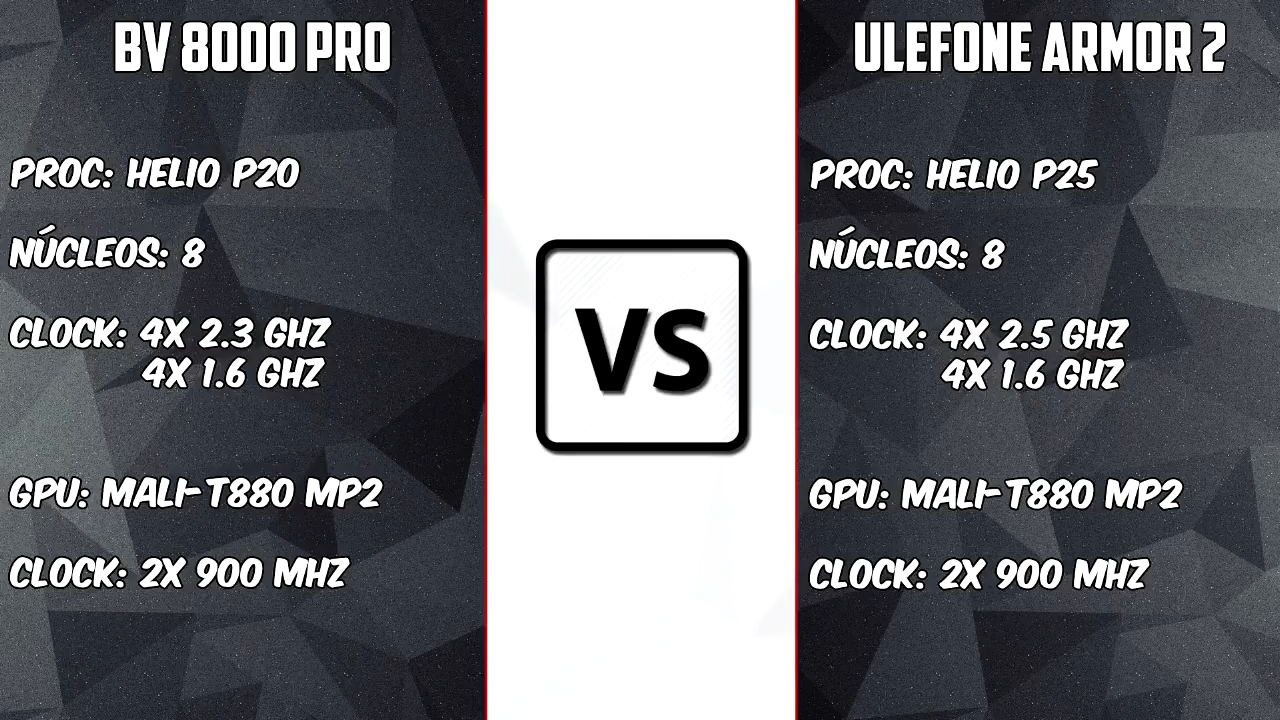 BV 8000 PRO
PROC: HELIO P20
NÚCLEOS: 8
CLOCK: 4X 2.3 GHZ
4X 1.6 GHZ
GPU: MALI-T880 MP2
CLOCK: 2X 900 MHZ
VS
ULEFONE ARMOR 2
PROC: HELIO P25
NÚCLEOS: 8
CLOCK: 4X 2.5 GHZ
4X 1.6 GHZ
GPU: MALI-T880 MP2
CLOCK: 2X 900 MHZ